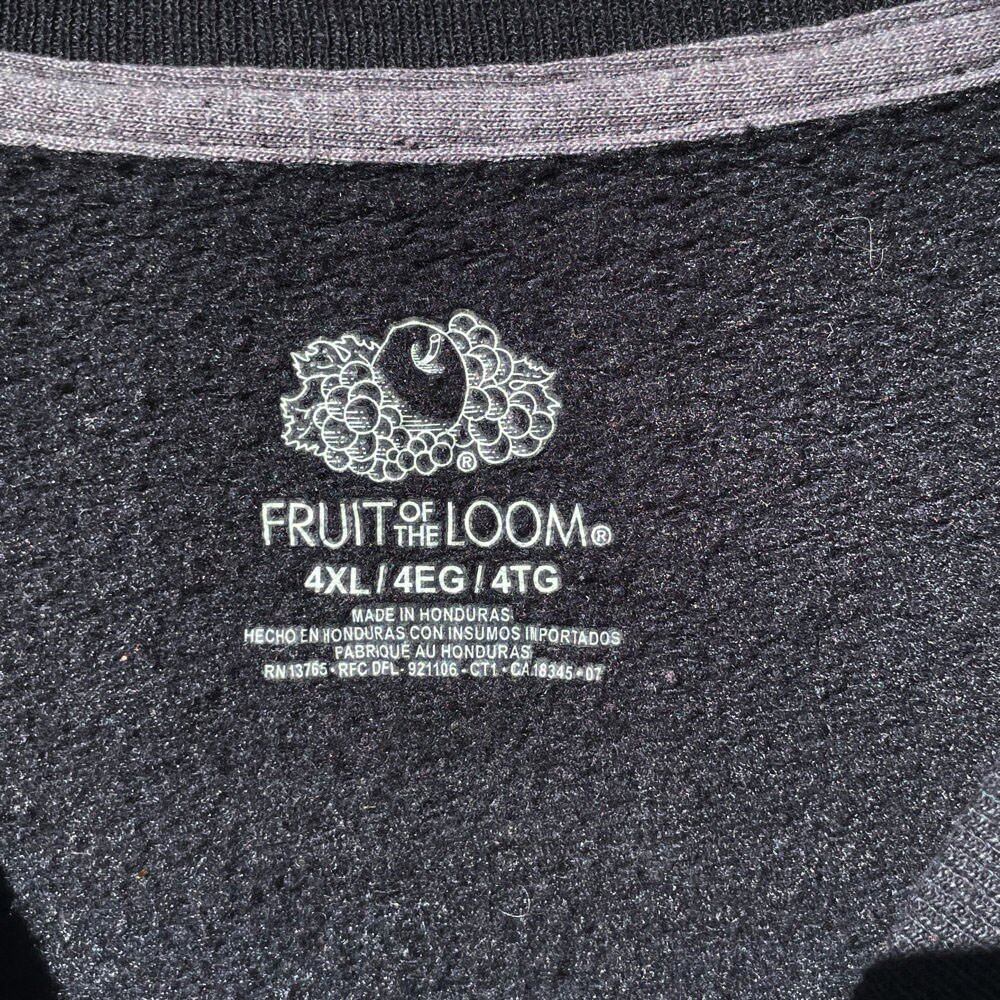 ®
FRUIT OF THE LOOM®
4XL / 4EG / 4TG
MADE IN HONDURAS
HECHO EN HONDURAS CON INSUMOS IMPORTADOS
FABRIQUÉ AU HONDURAS
RN 13765 • RFC DFL - 921106 - CT1 • CA 18345 • 07